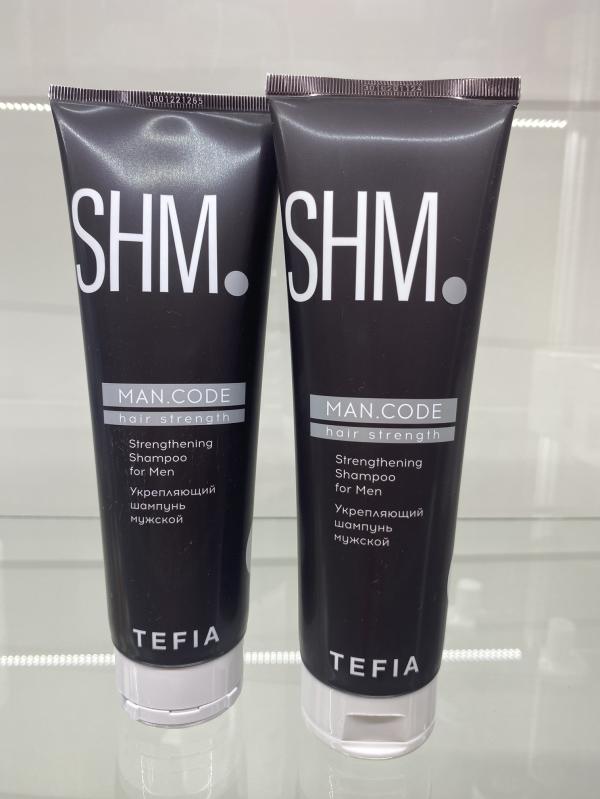 1801221265
SHM.
MAN.CODE
hair strength
Strengthening
Shampoo
for Men
Укрепляющий
шампунь
мужской
TEFIA
SHM.
MAN.CODE
hair strength
Strengthening
Shampoo
for Men
Укрепляющий
шампунь
мужской
TEFIA